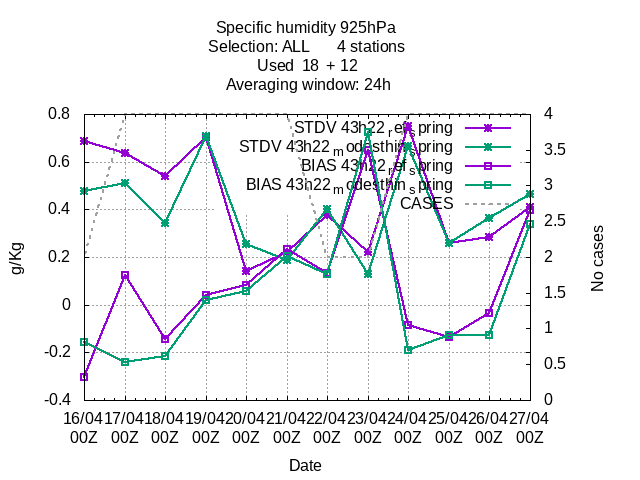 Specific humidity 925hPa
Selection: ALL 4 stations
Used 18 + 12
Averaging window: 24h
STDV 43h22_ref_spring
STDV 43h22_modesthin_spring
BIAS 43h22_ref_spring
BIAS 43h22_modesthin_spring
CASES
g/Kg
0.8
0.6
0.4
0.2
0
-0.2
-0.4
4
3.5
3
2.5
2
1.5
1
0.5
0
No cases
16/04 17/04 18/04 19/04 20/04 21/04 22/04 23/04 24/04 25/04 26/04 27/04
00Z 00Z 00Z 00Z 00Z 00Z 00Z 00Z 00Z 00Z 00Z 00Z
Date